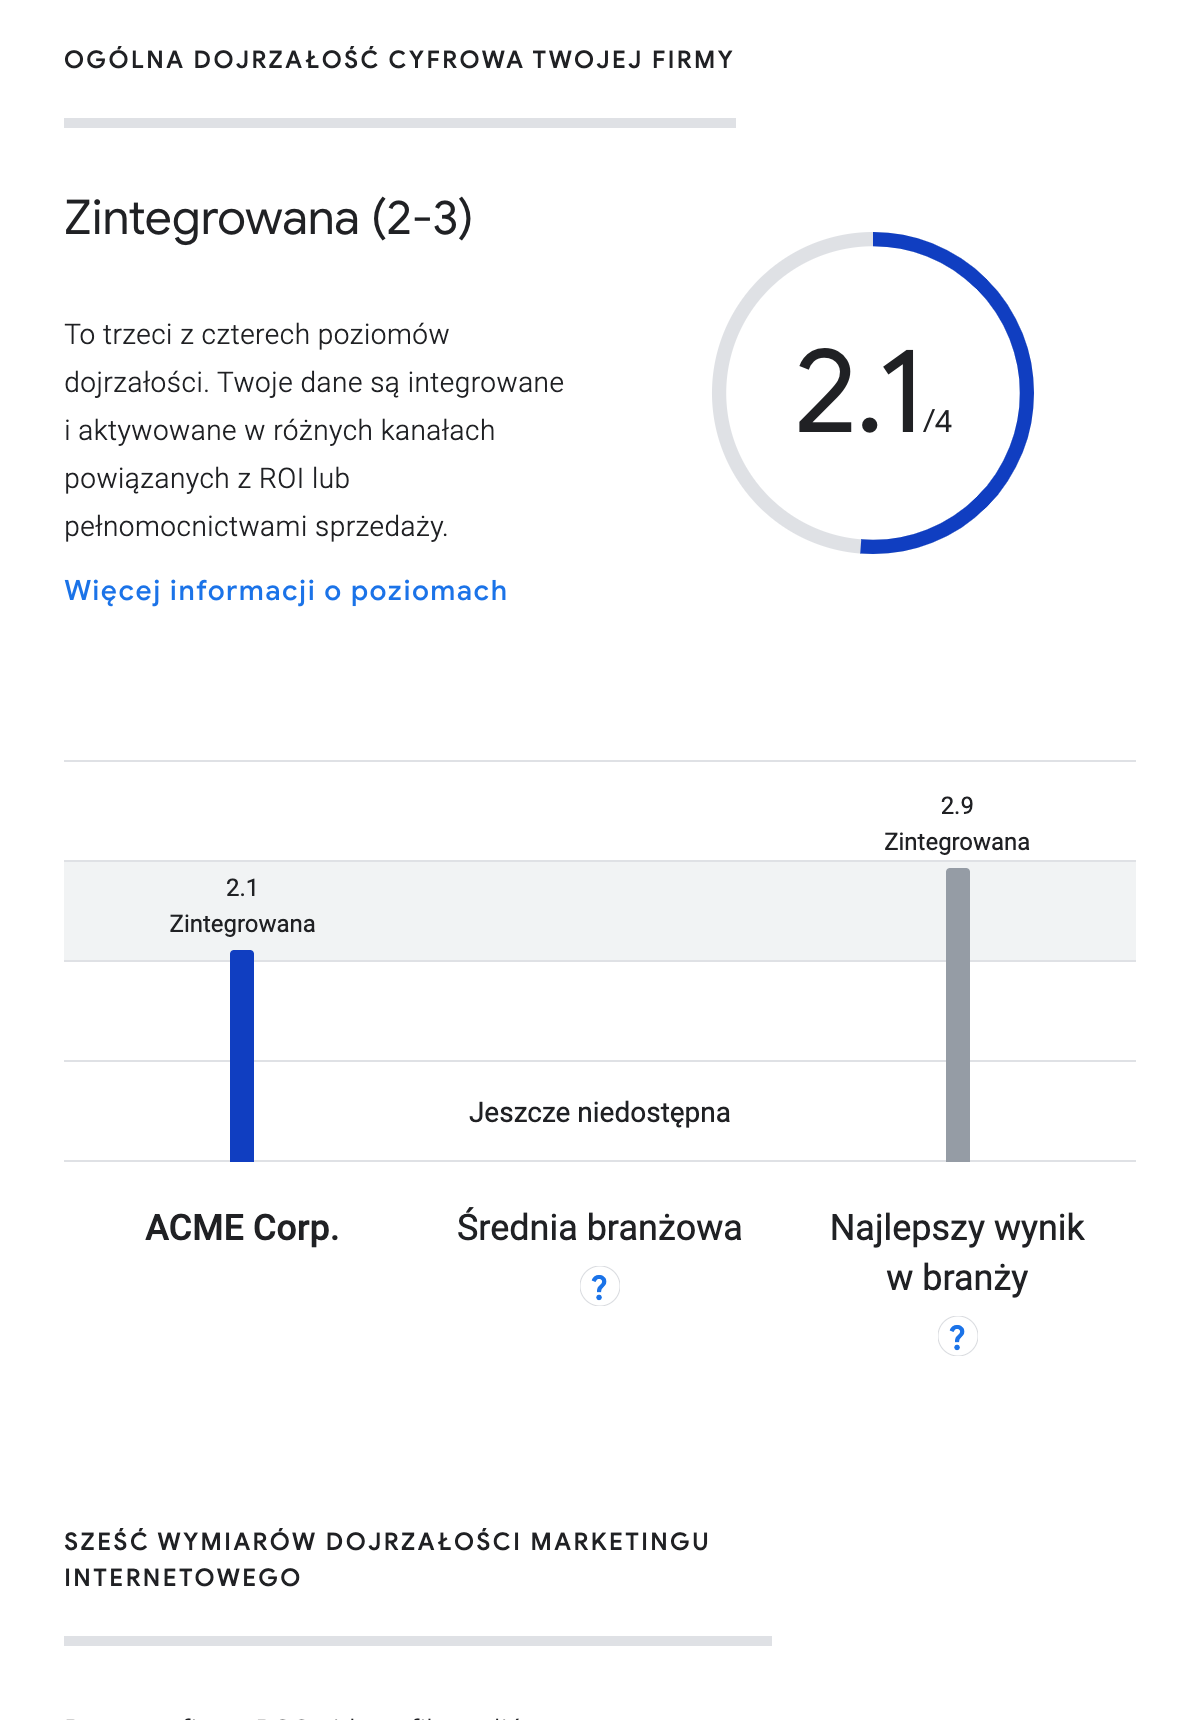 OGÓLNA DOJRZAŁOŚĆ CYFROWA TWOJEJ FIRMY
Zintegrowana (2-3)
To trzeci z czterech poziomów
dojrzałości. Twoje dane są integrowane
i aktywowane w różnych kanałach
powiązanych z ROI lub
pełnomocnictwami sprzedaży.
Więcej informacji o poziomach
2.1/4
2.9
Zintegrowana
2.1
Zintegrowana
Jeszcze niedostępna
ACME Corp.
Średnia branżowa
?
Najlepszy wynik
w branży
?
SZEŚĆ WYMIARÓW DOJRZAŁOŚCI MARKETINGU
INTERNETOWEGO